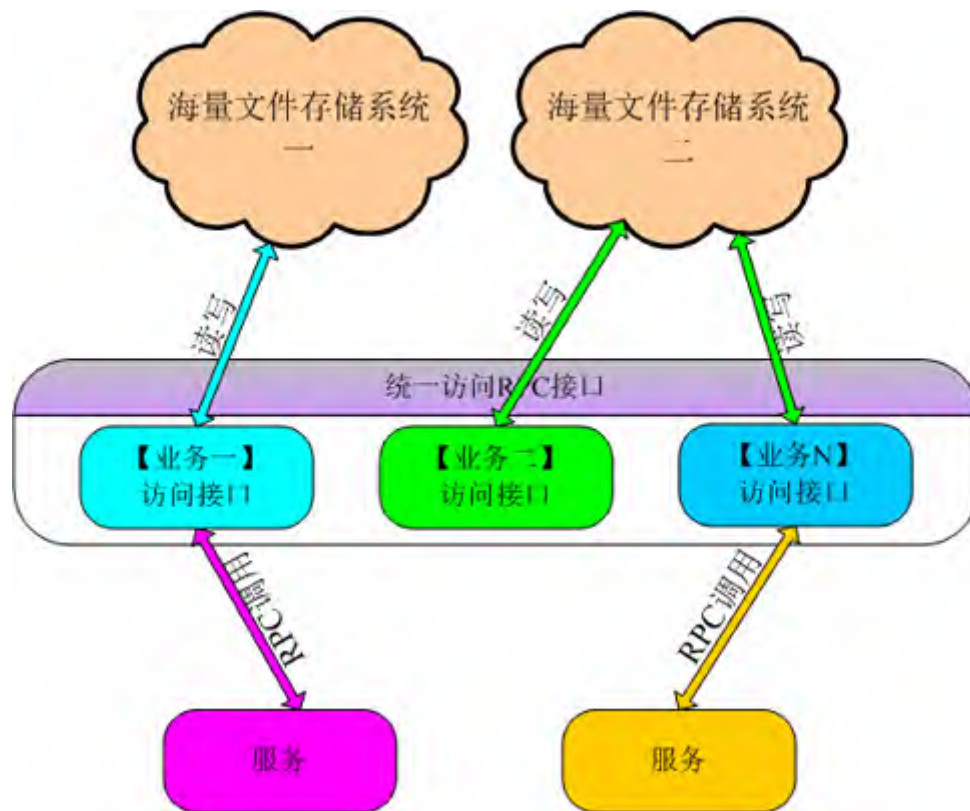 海量文件存储系统
一
海量文件存储系统
二
读写
读写
读写
统一访问RPC接口
【业务一】
访问接口
【业务二】
访问接口
【业务N】
访问接口
RPC调用
RPC调用
服务
服务